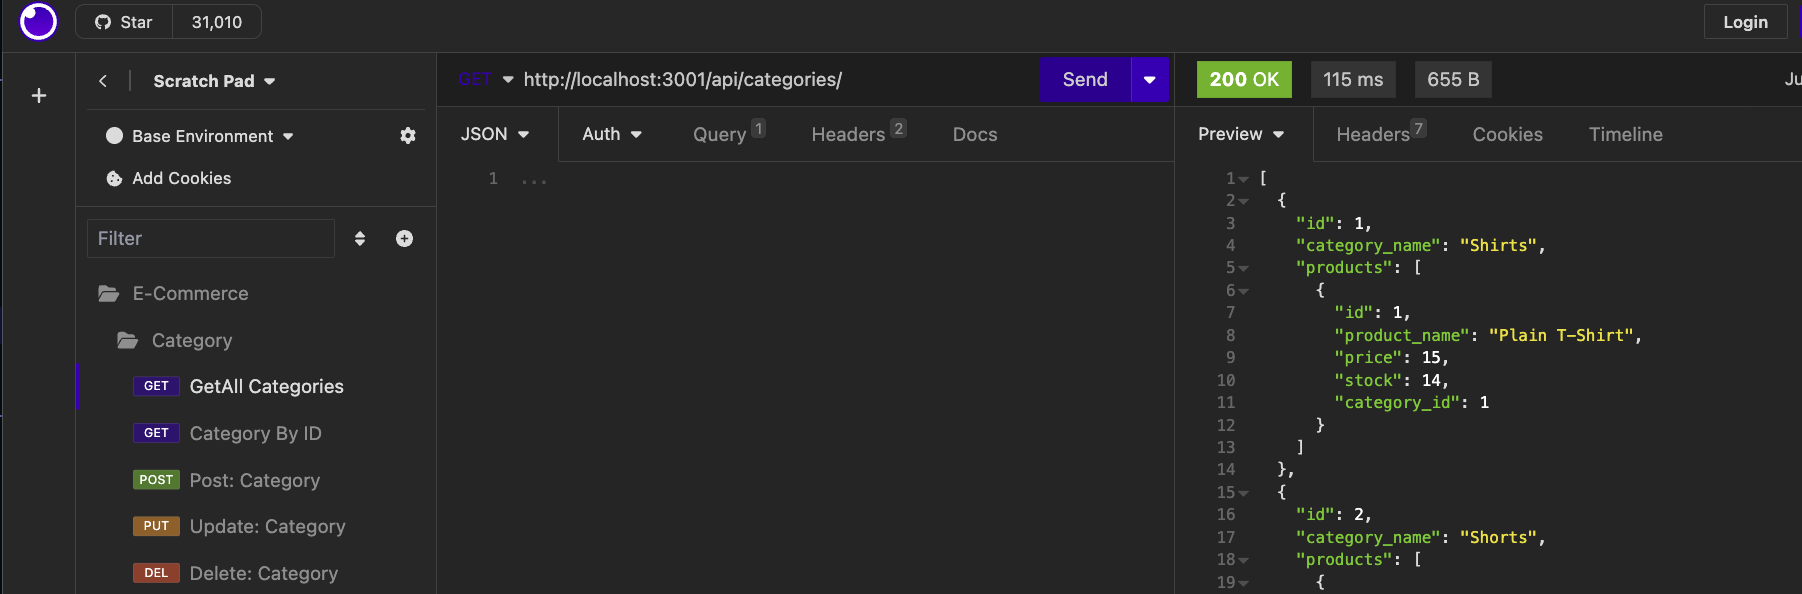 Star 31,010
Login
Scratch Pad
Base Environment
Add Cookies
Filter
E-Commerce
Category
GET GetAll Categories
GET Category By ID
POST Post: Category
PUT Update: Category
DEL Delete: Category
GET http://localhost:3001/api/categories/ Send
JSON Auth Query 1 Headers 2 Docs
1 ...
200 OK 115 ms 655 B Ju
Preview Headers 7 Cookies Timeline
1 [
2 {
3 "id": 1,
4 "category_name": "Shirts",
5 "products": [
6 {
7 "id": 1,
8 "product_name": "Plain T-Shirt",
9 "price": 15,
10 "stock": 14,
11 "category_id": 1
12 }
13 ]
14 },
15 {
16 "id": 2,
17 "category_name": "Shorts",
18 "products": [
19 {